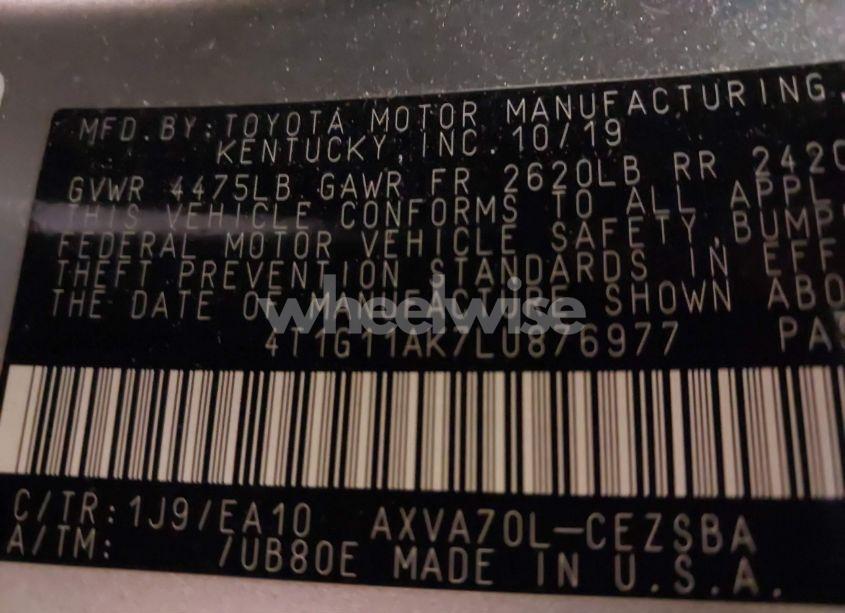 MFD. BY: TOYOTA MOTOR MANUFACTURING,
KENTUCKY, INC. 10/19
GVWR 4475LB GAWR FR 2620LB RR 2420
THIS VEHICLE CONFORMS TO ALL APPL
FEDERAL MOTOR VEHICLE SAFETY, BUMP
THEFT PREVENTION STANDARDS IN EFF
THE DATE OF MANUFACTURE SHOWN ABO
wheelwise
4T1G11AK7LU876977 PAS
C/TR: 1J9/EA10 AXVA70L-CEZSBA
A/TM: /UB80E MADE IN U.S.A.